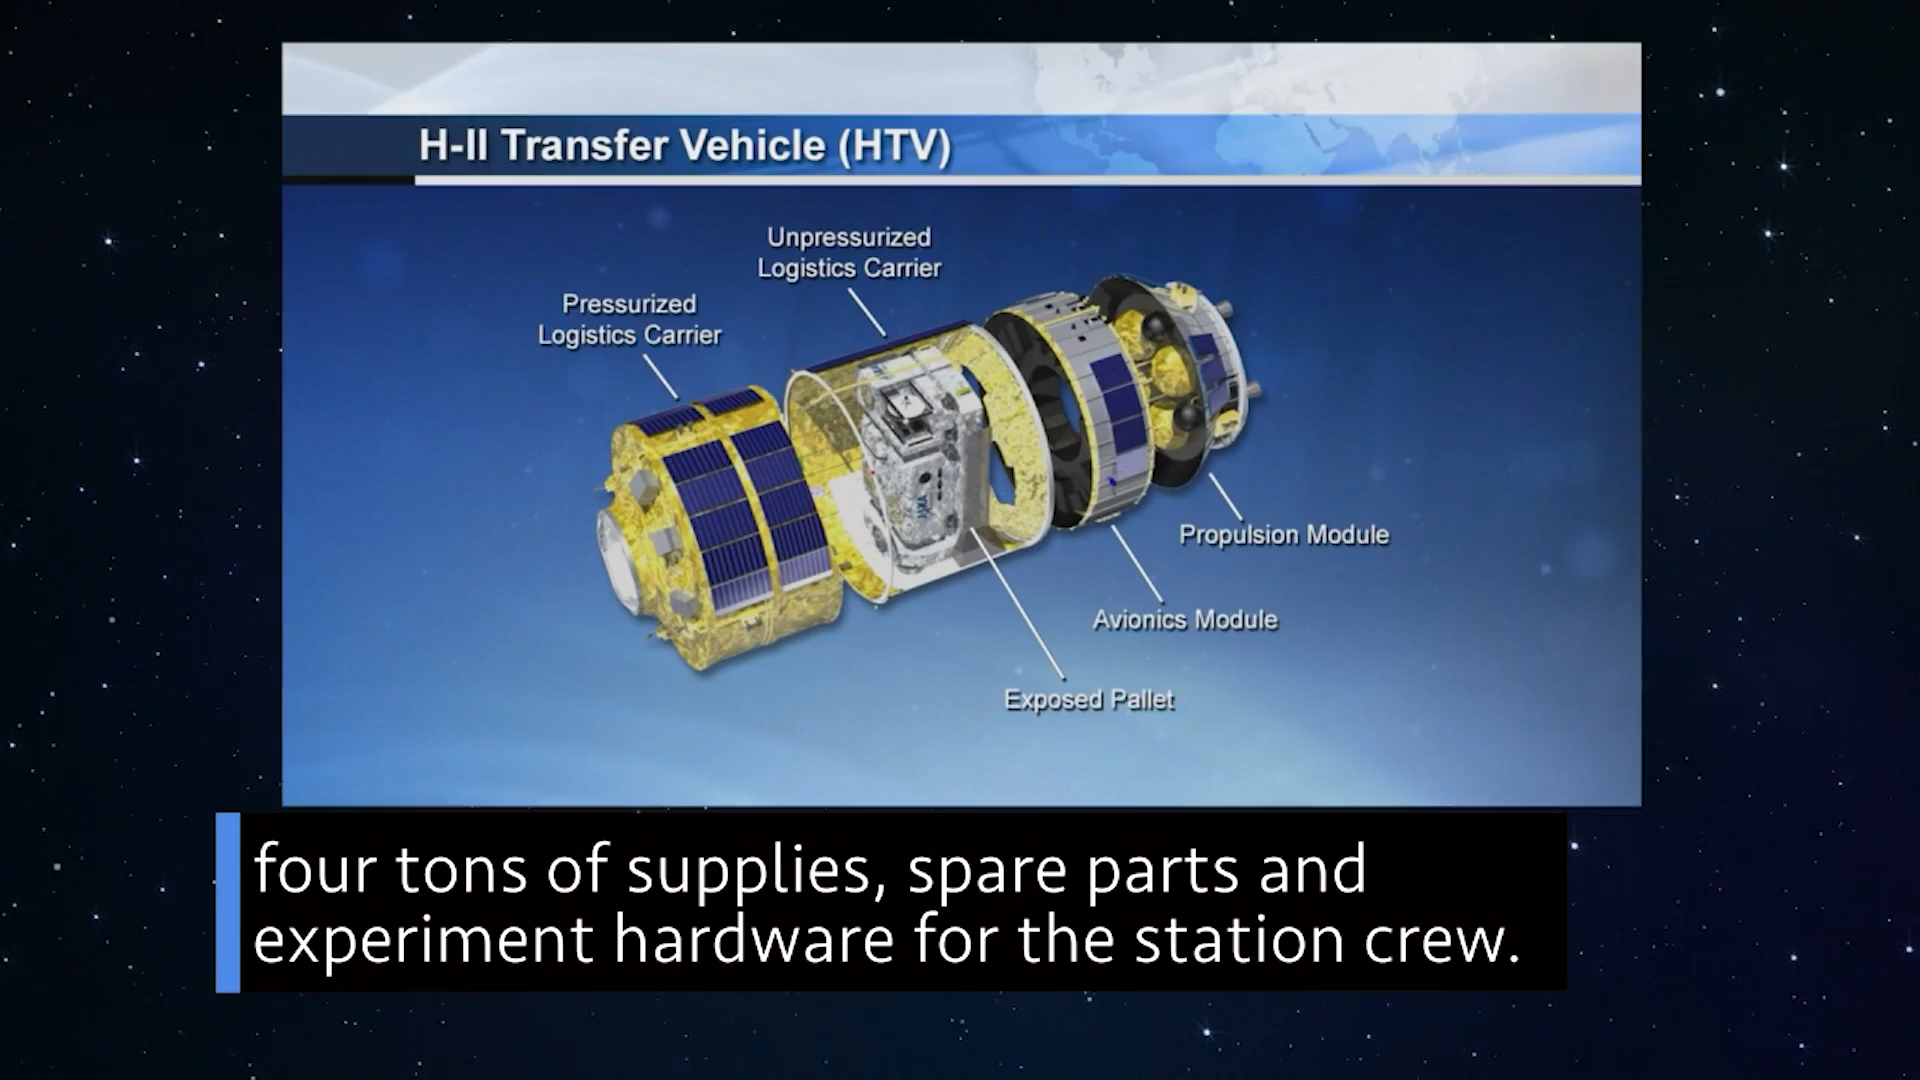 H-II Transfer Vehicle (HTV)
Unpressurized
Logistics Carrier
Pressurized
Logistics Carrier
JAXA
Propulsion Module
Avionics Module
Exposed Pallet
four tons of supplies, spare parts and
experiment hardware for the station crew.